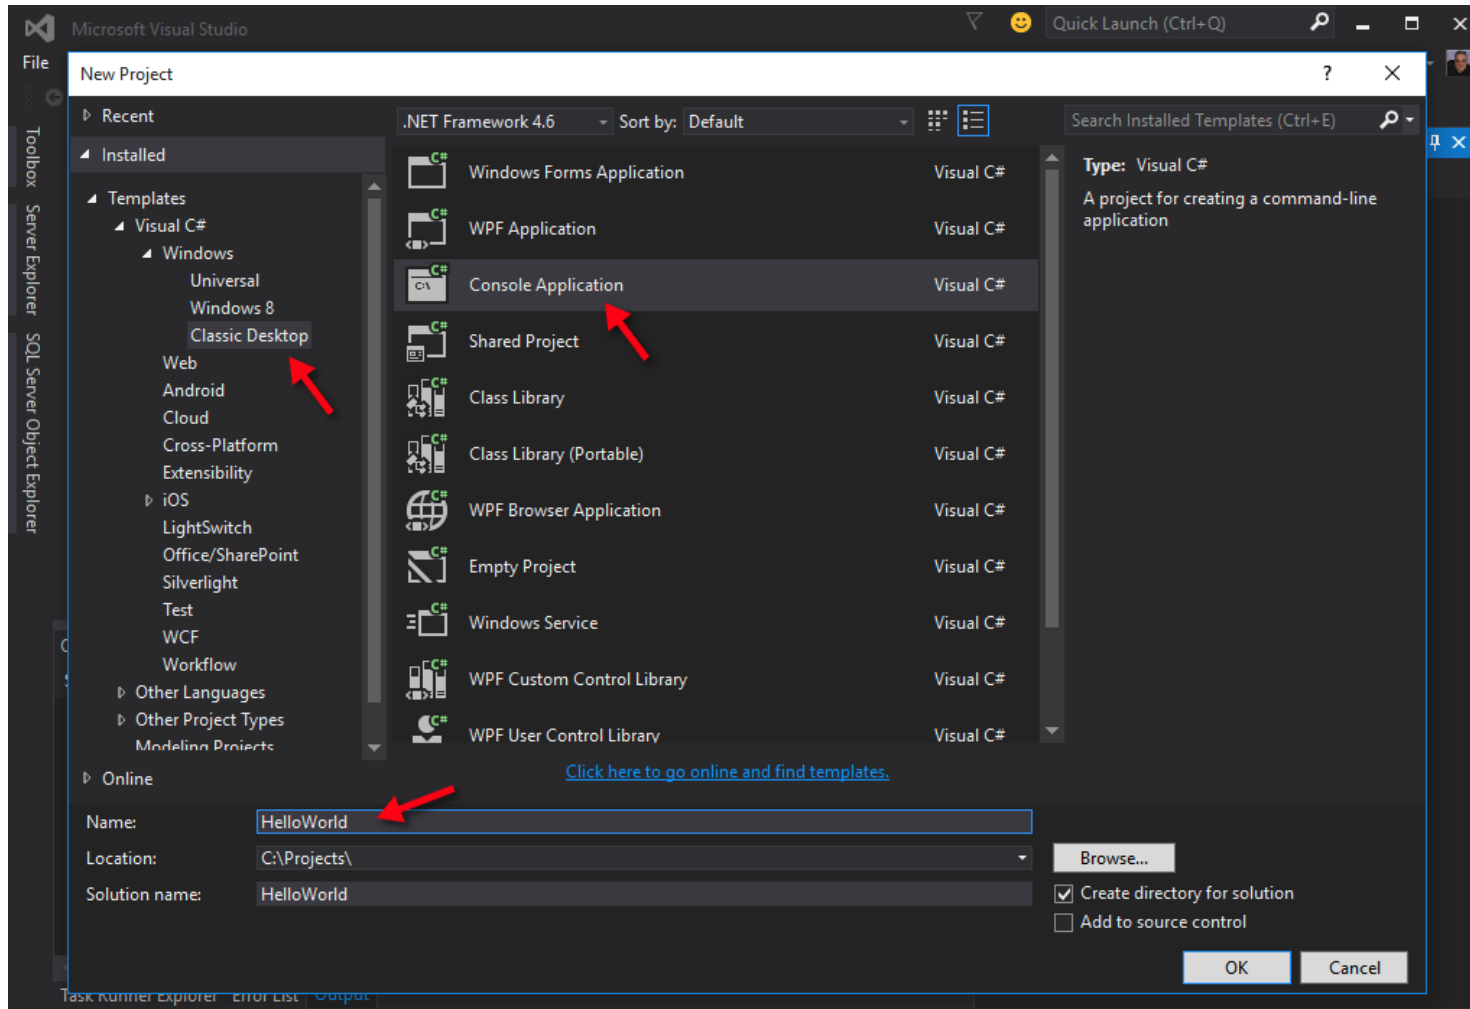 Microsoft Visual Studio
Quick Launch (Ctrl+Q)
File
New Project
?
Recent
.NET Framework 4.6
Sort by: Default
Search Installed Templates (Ctrl+E)
Installed
Templates
Visual C#
Windows
Universal
Windows 8
Classic Desktop
Web
Android
Cloud
Cross-Platform
Extensibility
iOS
LightSwitch
Office/SharePoint
Silverlight
Test
WCF
Workflow
Other Languages
Other Project Types
Modeling Projects
Online
Windows Forms Application Visual C#
WPF Application Visual C#
Console Application Visual C#
Shared Project Visual C#
Class Library Visual C#
Class Library (Portable) Visual C#
WPF Browser Application Visual C#
Empty Project Visual C#
Windows Service Visual C#
WPF Custom Control Library Visual C#
WPF User Control Library Visual C#
Click here to go online and find templates.
Type: Visual C#
A project for creating a command-line
application
Toolbox
Server Explorer
SQL Server Object Explorer
Name: HelloWorld
Location: C:\Projects\
Browse...
Solution name: HelloWorld
Create directory for solution
Add to source control
OK
Cancel
Task Runner Explorer Error List Output